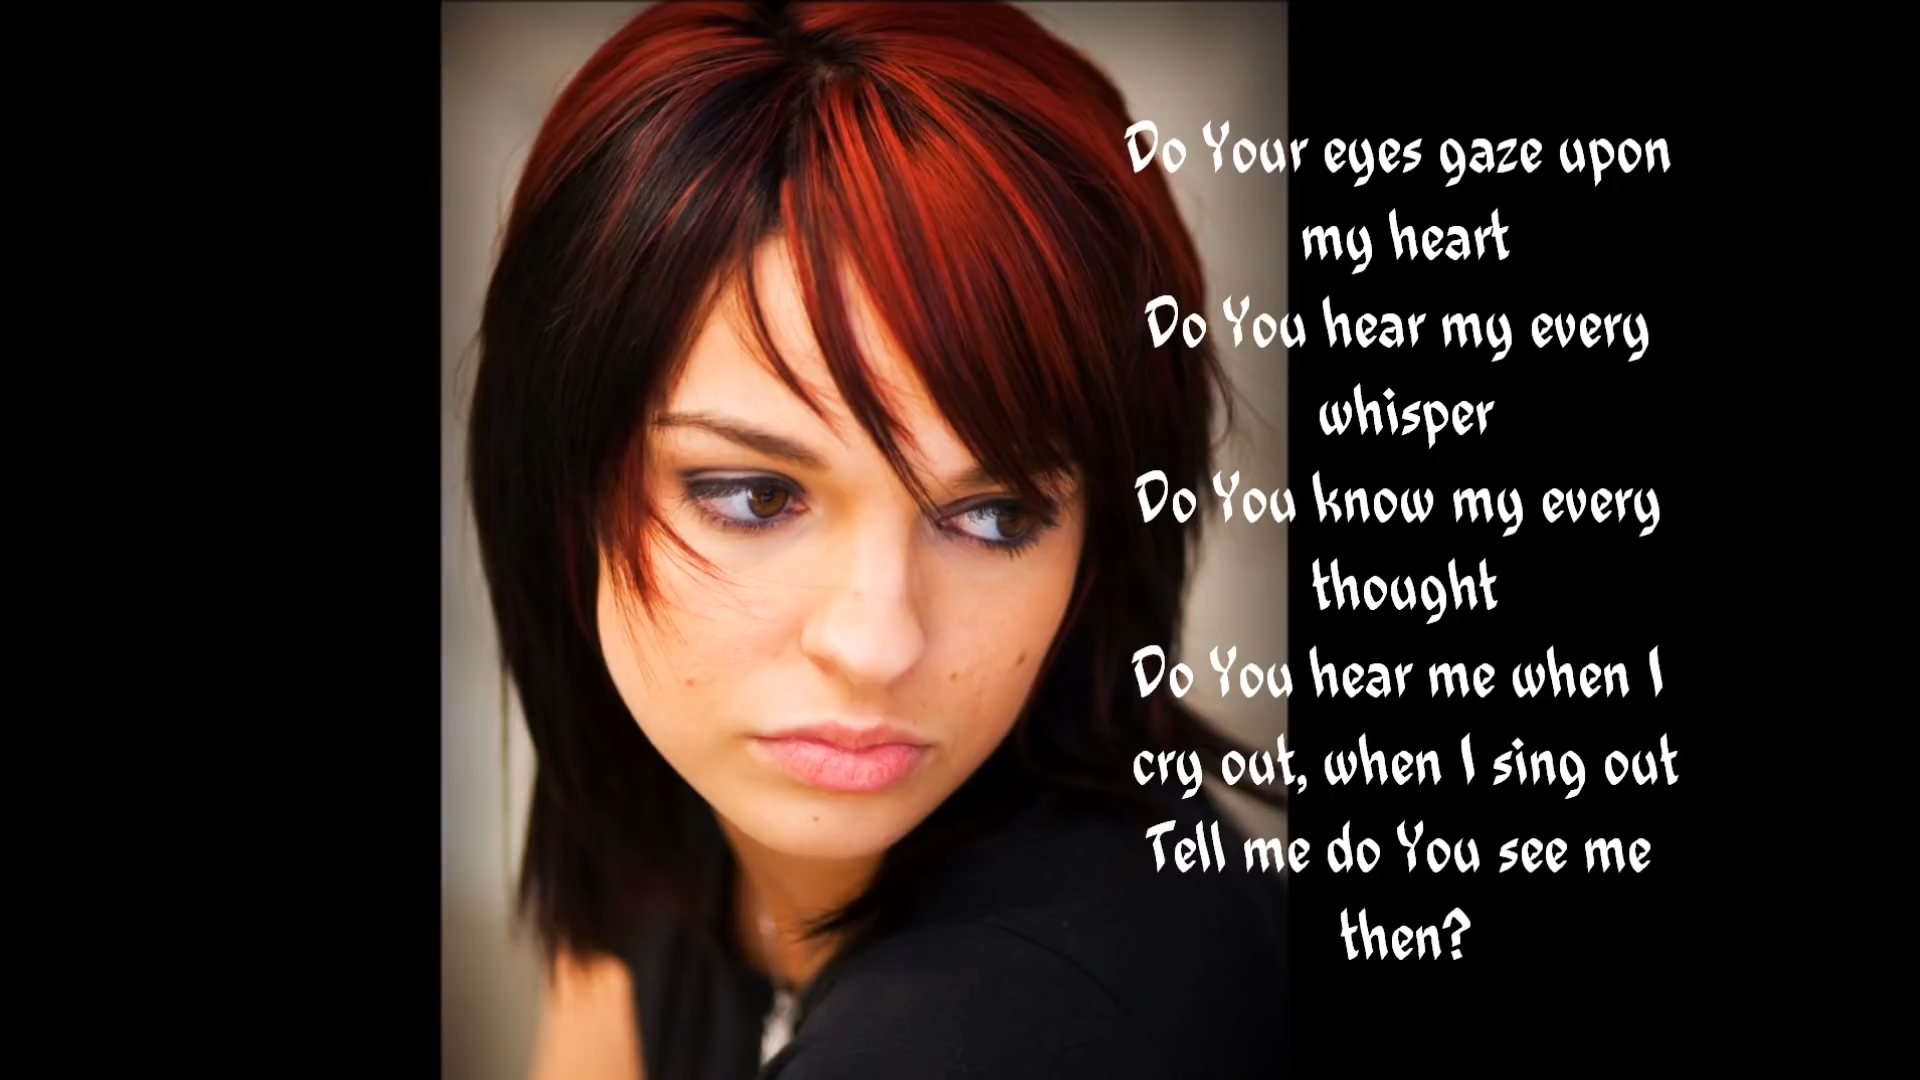 Do Your eyes gaze upon
my heart
Do You hear my every
whisper
Do You know my every
thought
Do You hear me when I
cry out, when I sing out
Tell me do You see me
then?